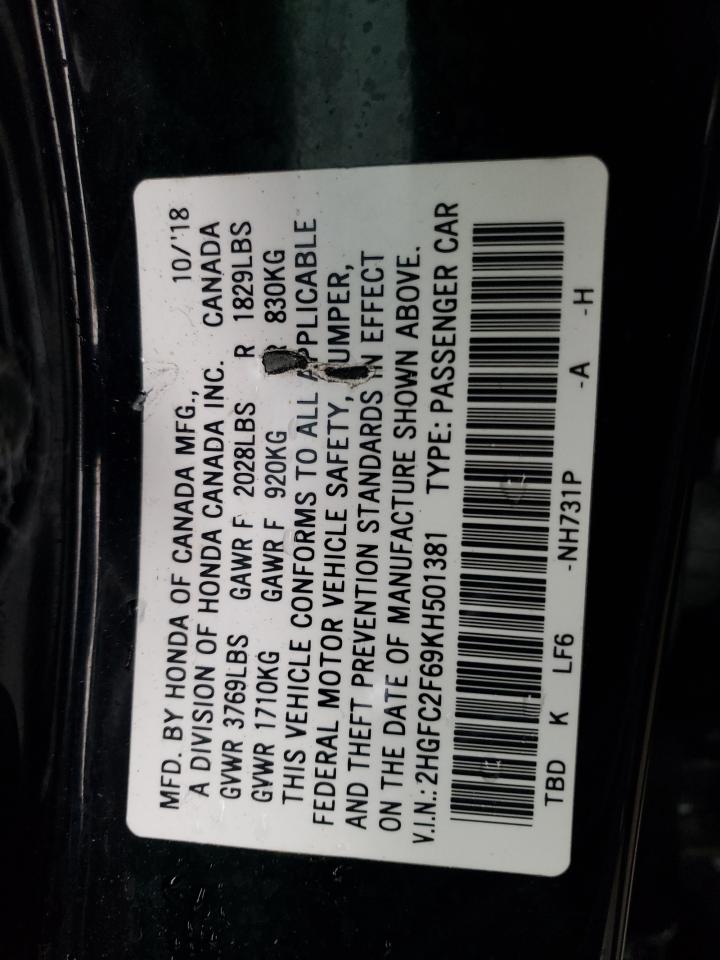 MFD. BY HONDA OF CANADA MFG., 10/'18
A DIVISION OF HONDA CANADA INC. CANADA
GVWR 3769LBS GAWR F 2028LBS R 1829LBS
GVWR 1710KG GAWR F 920KG R 830KG
THIS VEHICLE CONFORMS TO ALL APPLICABLE
FEDERAL MOTOR VEHICLE SAFETY, UMPER,
AND THEFT PREVENTION STANDARDS IN EFFECT
ON THE DATE OF MANUFACTURE SHOWN ABOVE.
V.I.N.: 2HGFC2F69KH501381 TYPE: PASSENGER CAR
TBD K LF6 -NH731P -A -H